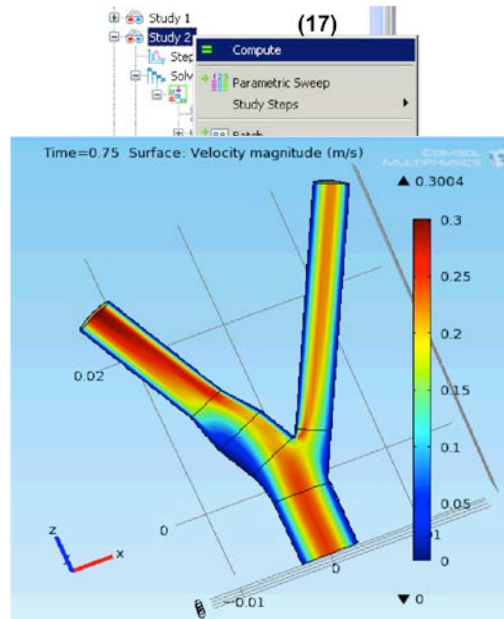 Study 1
(17)
Study 2
Compute
Step
Solv
Parametric Sweep
Study Steps
Batch
Time=0.75 Surface: Velocity magnitude (m/s)
COMSOL
MULTIPHYSICS
▲ 0.3004
0.3
0.25
0.2
0.15
0.1
0.05
0
▼ 0
0.02
0
0
-0.01
z
x